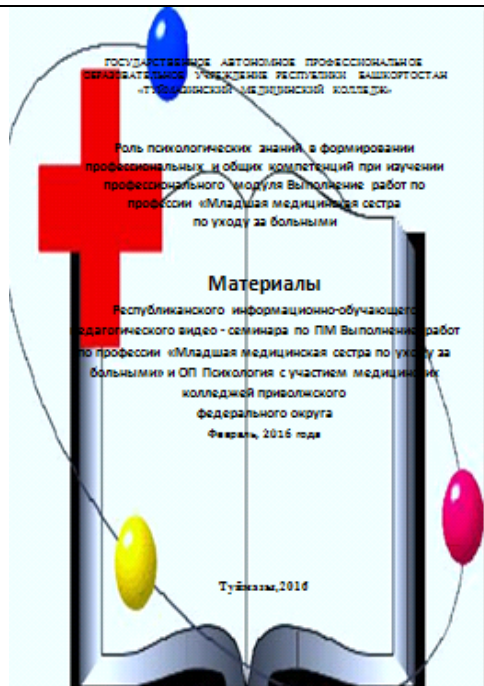 ГОСУДАРСТВЕННОЕ АВТОНОМНОЕ ПРОФЕССИОНАЛЬНОЕ
ОБРАЗОВАТЕЛЬНОЕ УЧРЕЖДЕНИЕ РЕСПУБЛИКИ БАШКОРТОСТАН
«ТУЙМАЗИНСКИЙ МЕДИЦИНСКИЙ КОЛЛЕДЖ»
Роль психологических знаний в формировании
профессиональных и общих компетенций при изучении
профессионального модуля Выполнение работ по
профессии «Младшая медицинская сестра
по уходу за больными
Материалы
Республиканского информационно-обучающего
педагогического видео - семинара по ПМ Выполнение работ
по профессии «Младшая медицинская сестра по уходу за
больными» и ОП Психология с участием медицинских
колледжей приволжского
федерального округа
Февраль, 2016 года
Туймазы,2016